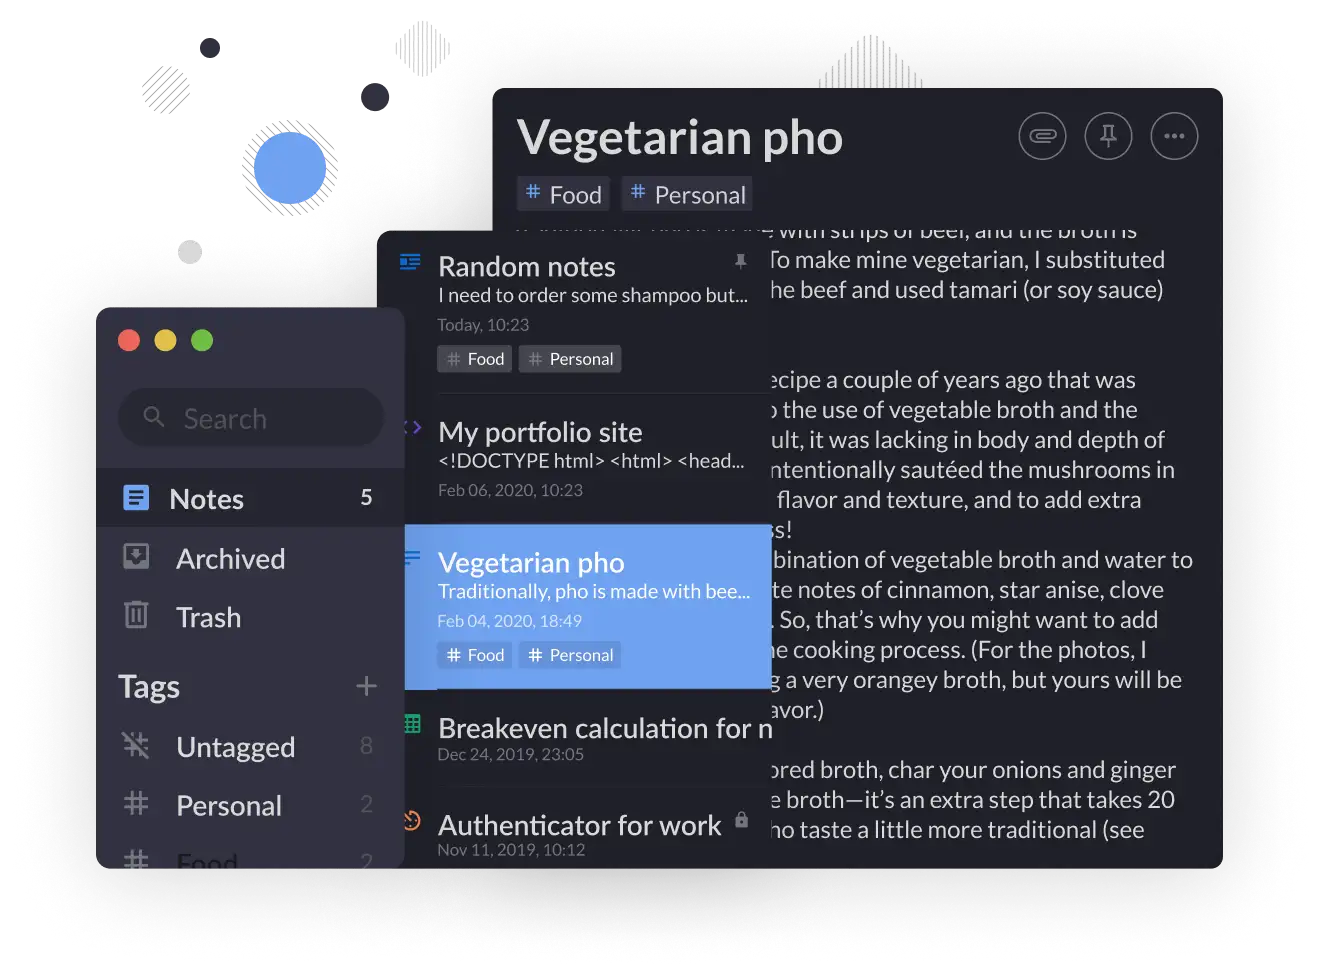 Vegetarian pho
# Food # Personal
with strips of beef, and the broth is
To make mine vegetarian, I substituted
he beef and used tamari (or soy sauce)
ecipe a couple of years ago that was
the use of vegetable broth and the
ult, it was lacking in body and depth of
ntentionally sautéed the mushrooms in
flavor and texture, and to add extra
s!
bination of vegetable broth and water to
te notes of cinnamon, star anise, clove
. So, that’s why you might want to add
e cooking process. (For the photos, I
g a very orangey broth, but yours will be
avor.)
ored broth, char your onions and ginger
e broth—it’s an extra step that takes 20
ho taste a little more traditional (see
Random notes
I need to order some shampoo but...
Today, 10:23
# Food # Personal
My portfolio site
<!DOCTYPE html> <html> <head...
Feb 06, 2020, 10:23
Vegetarian pho
Traditionally, pho is made with bee...
Feb 04, 2020, 18:49
# Food # Personal
Breakeven calculation for n
Dec 24, 2019, 23:05
Authenticator for work
Nov 11, 2019, 10:12
Search
Notes 5
Archived
Trash
Tags +
Untagged 8
# Personal 2
# Food 2